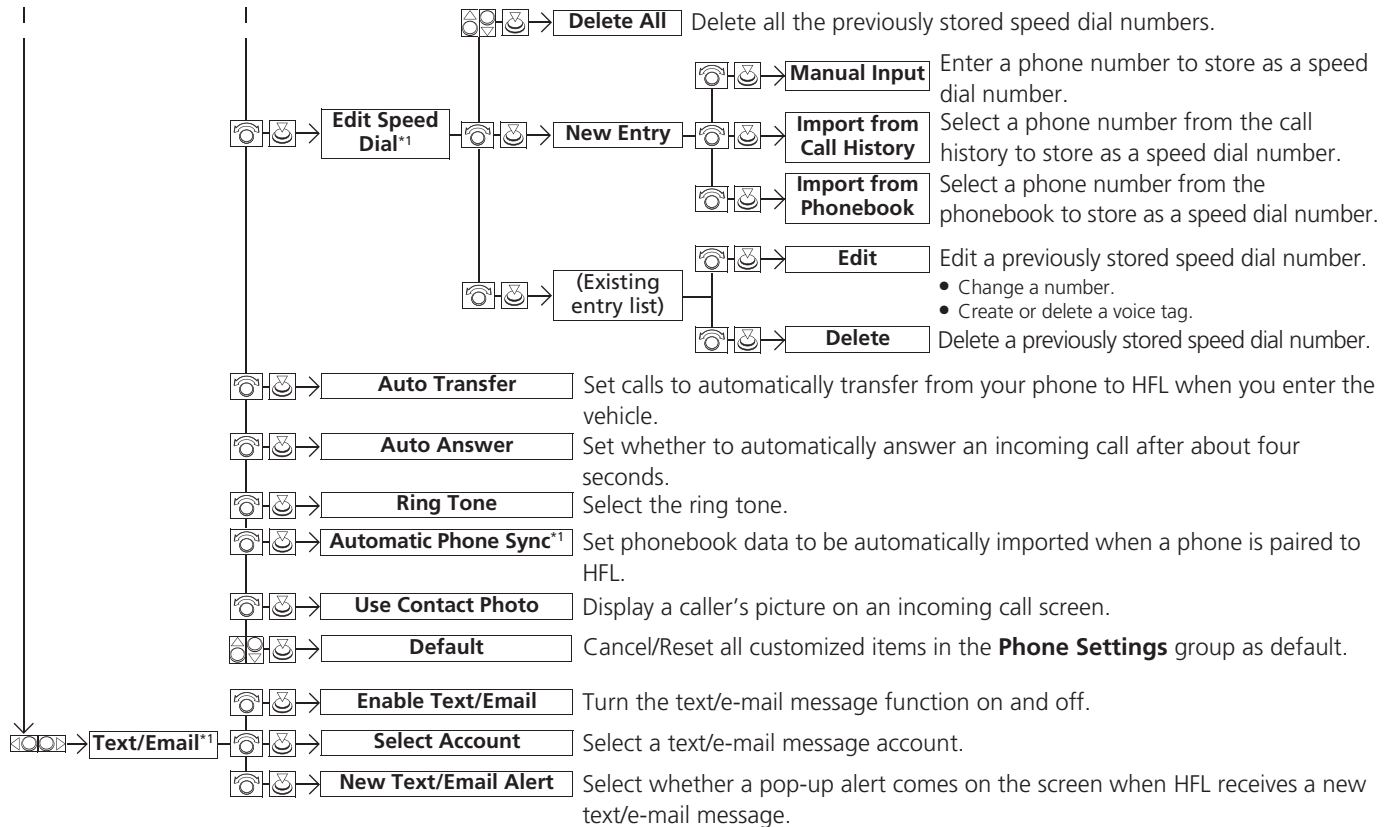 Delete All Delete all the previously stored speed dial numbers.
Edit Speed
Dial*1
New Entry
Manual Input Enter a phone number to store as a speed
dial number.
Import from
Call History
Select a phone number from the call
history to store as a speed dial number.
Import from
Phonebook
Select a phone number from the
phonebook to store as a speed dial number.
(Existing
entry list)
Edit Edit a previously stored speed dial number.
• Change a number.
• Create or delete a voice tag.
Delete Delete a previously stored speed dial number.
Auto Transfer Set calls to automatically transfer from your phone to HFL when you enter the
vehicle.
Auto Answer Set whether to automatically answer an incoming call after about four
seconds.
Ring Tone Select the ring tone.
Automatic Phone Sync*1 Set phonebook data to be automatically imported when a phone is paired to
HFL.
Use Contact Photo Display a caller’s picture on an incoming call screen.
Default Cancel/Reset all customized items in the Phone Settings group as default.
Text/Email*1
Enable Text/Email Turn the text/e-mail message function on and off.
Select Account Select a text/e-mail message account.
New Text/Email Alert Select whether a pop-up alert comes on the screen when HFL receives a new
text/e-mail message.